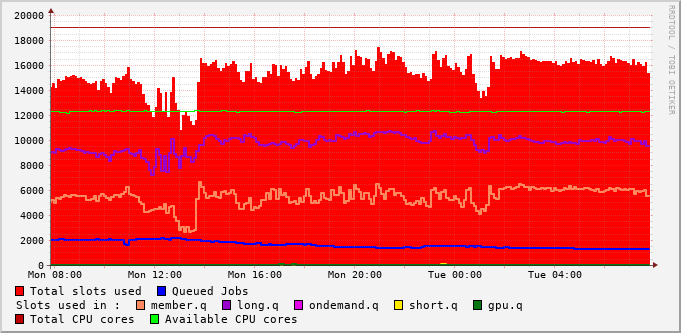 20000
18000
16000
14000
12000
10000
8000
6000
4000
2000
0
Mon 08:00 Mon 12:00 Mon 16:00 Mon 20:00 Tue 00:00 Tue 04:00
RRDTOOL / TOBI OETIKER
Total slots used Queued Jobs
Slots used in : member.q long.q ondemand.q short.q gpu.q
Total CPU cores Available CPU cores